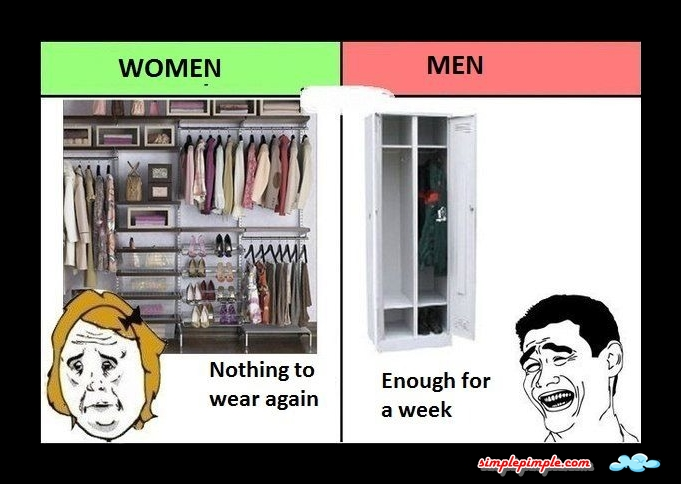 WOMEN
MEN
Nothing to
wear again
Enough for
a week
simplepimple.com